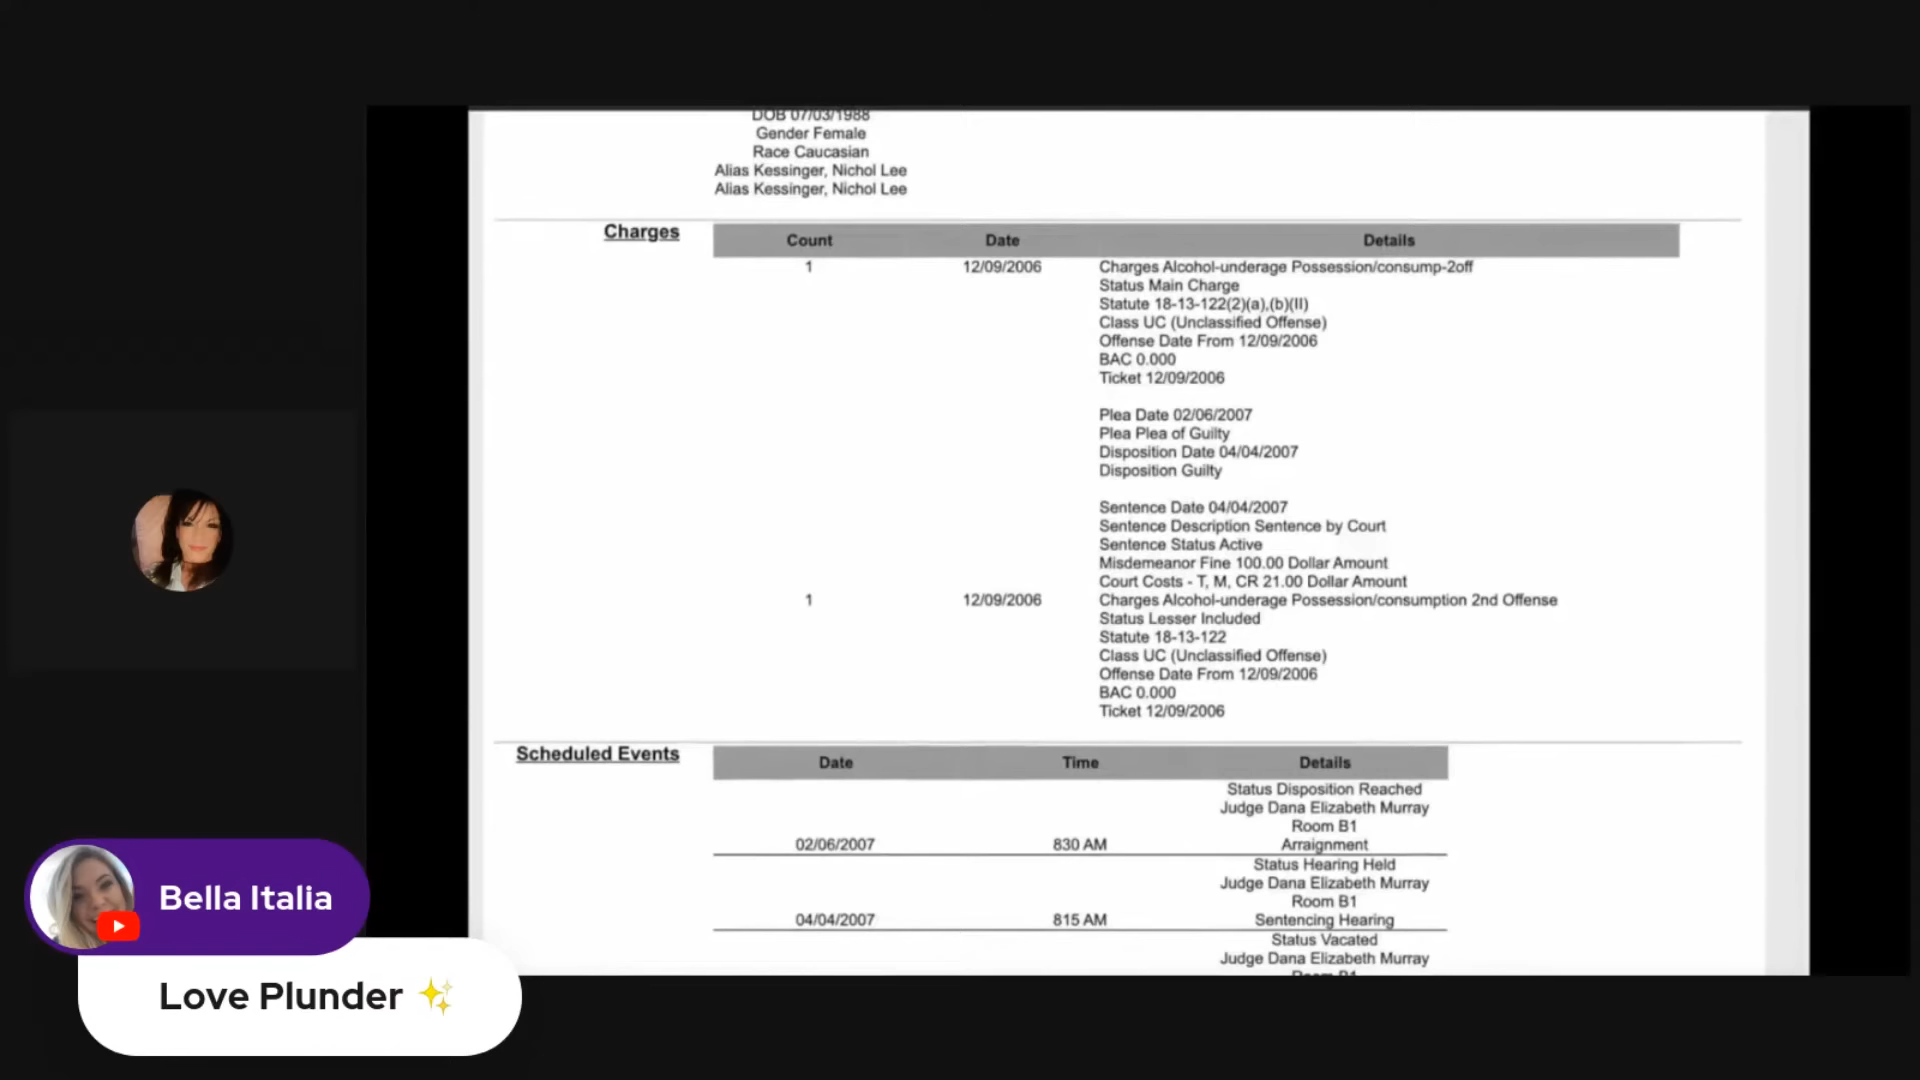 DOB 07/03/1988
Gender Female
Race Caucasian
Alias Kessinger, Nichol Lee
Alias Kessinger, Nichol Lee
Charges
Count Date Details
1 12/09/2006 Charges Alcohol-underage Possession/consump-2off
Status Main Charge
Statute 18-13-122(2)(a),(b)(II)
Class UC (Unclassified Offense)
Offense Date From 12/09/2006
BAC 0.000
Ticket 12/09/2006
Plea Date 02/06/2007
Plea Plea of Guilty
Disposition Date 04/04/2007
Disposition Guilty
Sentence Date 04/04/2007
Sentence Description Sentence by Court
Sentence Status Active
Misdemeanor Fine 100.00 Dollar Amount
Court Costs - T, M, CR 21.00 Dollar Amount
1 12/09/2006 Charges Alcohol-underage Possession/consumption 2nd Offense
Status Lesser Included
Statute 18-13-122
Class UC (Unclassified Offense)
Offense Date From 12/09/2006
BAC 0.000
Ticket 12/09/2006
Scheduled Events
Date Time Details
Status Disposition Reached
Judge Dana Elizabeth Murray
Room B1
02/06/2007 830 AM Arraignment
Status Hearing Held
Judge Dana Elizabeth Murray
Room B1
04/04/2007 815 AM Sentencing Hearing
Status Vacated
Judge Dana Elizabeth Murray
Room B1
Bella Italia
Love Plunder ✨